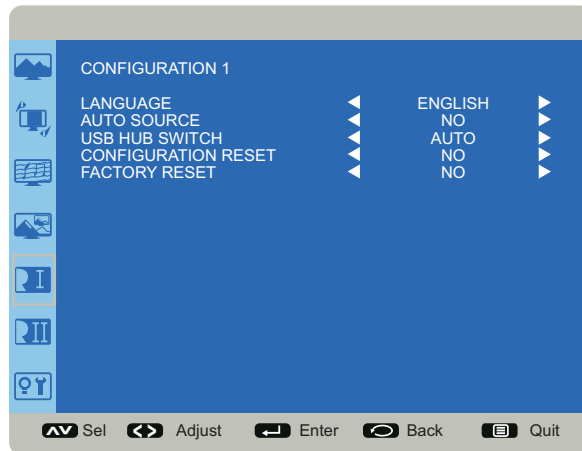 CONFIGURATION 1
LANGUAGE ENGLISH
AUTO SOURCE NO
USB HUB SWITCH AUTO
CONFIGURATION RESET NO
FACTORY RESET NO
I
II
Sel Adjust Enter Back Quit